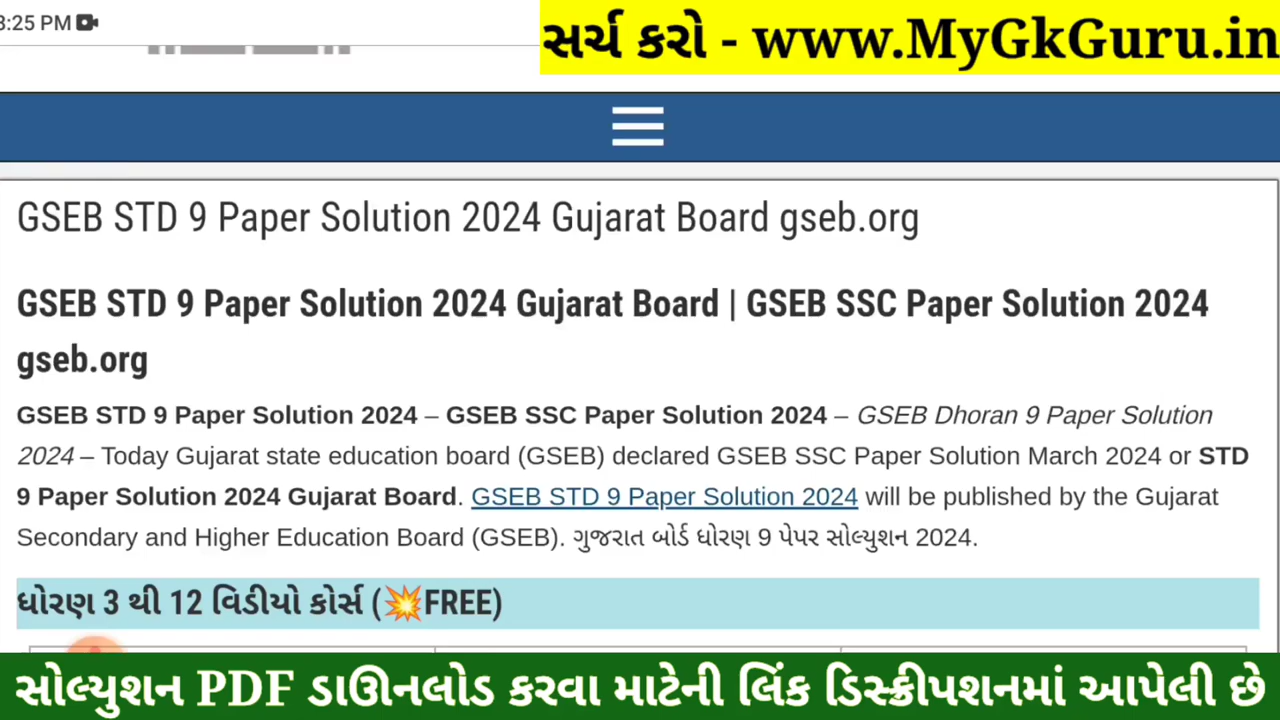 3:25 PM
સર્ચ કરો - www.MyGkGuru.in
GSEB STD 9 Paper Solution 2024 Gujarat Board gseb.org
GSEB STD 9 Paper Solution 2024 Gujarat Board | GSEB SSC Paper Solution 2024
gseb.org
GSEB STD 9 Paper Solution 2024 – GSEB SSC Paper Solution 2024 – GSEB Dhoran 9 Paper Solution
2024 – Today Gujarat state education board (GSEB) declared GSEB SSC Paper Solution March 2024 or STD
9 Paper Solution 2024 Gujarat Board. GSEB STD 9 Paper Solution 2024 will be published by the Gujarat
Secondary and Higher Education Board (GSEB). ગુજરાત બોર્ડ ધોરણ 9 પેપર સોલ્યુશન 2024.
ધોરણ 3 થી 12 વિડીયો કોર્સ (💥FREE)
સોલ્યુશન PDF ડાઊનલોડ કરવા માટેની લિંક ડિસ્ક્રીપશનમાં આપેલી છે